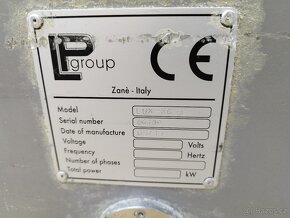 LP group CE
Zanè - Italy
Model
Serial number
Date of manufacture
Voltage Volts
Frequency Hertz
Number of phases
Total power kW